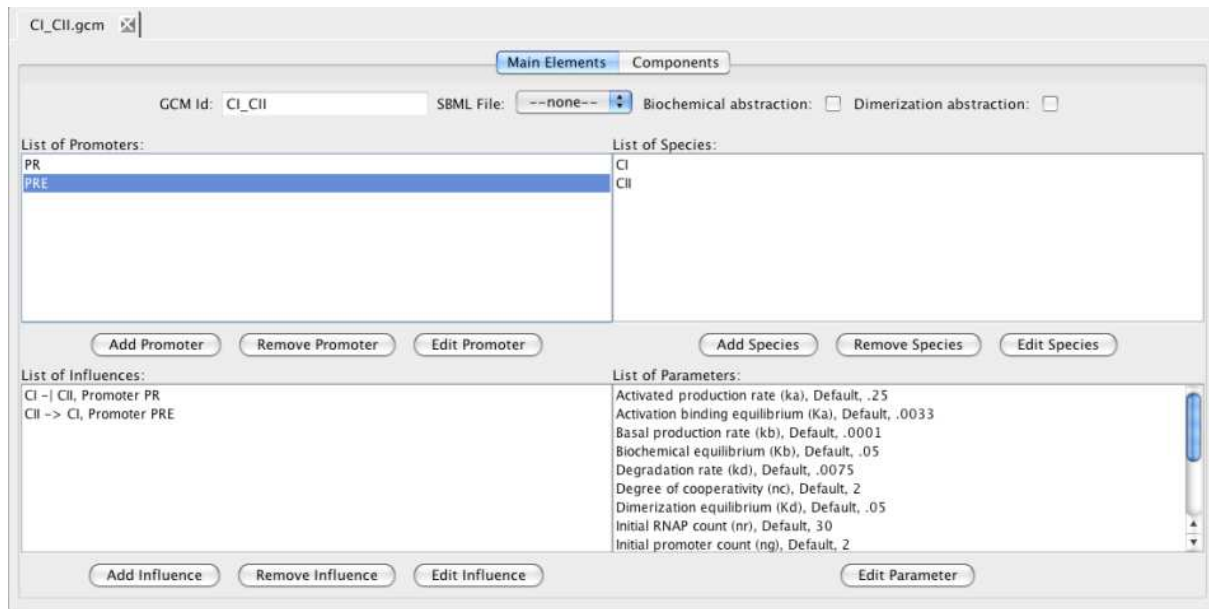 CI_CII.gcm
Main Elements Components
GCM Id: CI_CII SBML File: --none-- Biochemical abstraction: Dimerization abstraction:
List of Promoters:
PR
PRE
List of Species:
CI
CII
Add Promoter Remove Promoter Edit Promoter
Add Species Remove Species Edit Species
List of Influences:
CI -| CII, Promoter PR
CII -> CI, Promoter PRE
List of Parameters:
Activated production rate (ka), Default, .25
Activation binding equilibrium (Ka), Default, .0033
Basal production rate (kb), Default, .0001
Biochemical equilibrium (Kb), Default, .05
Degradation rate (kd), Default, .0075
Degree of cooperativity (nc), Default, 2
Dimerization equilibrium (Kd), Default, .05
Initial RNAP count (nr), Default, 30
Initial promoter count (ng), Default, 2
Add Influence Remove Influence Edit Influence
Edit Parameter